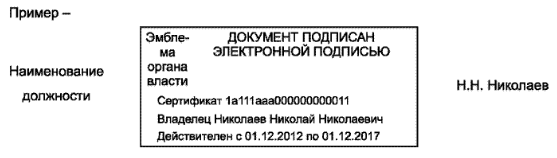 Пример –
Эмбле-
ма
органа
власти
ДОКУМЕНТ ПОДПИСАН
ЭЛЕКТРОННОЙ ПОДПИСЬЮ
Наименование
должности
Сертификат 1a111aaa000000000011
Владелец Николаев Николай Николаевич
Действителен с 01.12.2012 по 01.12.2017
Н.Н. Николаев